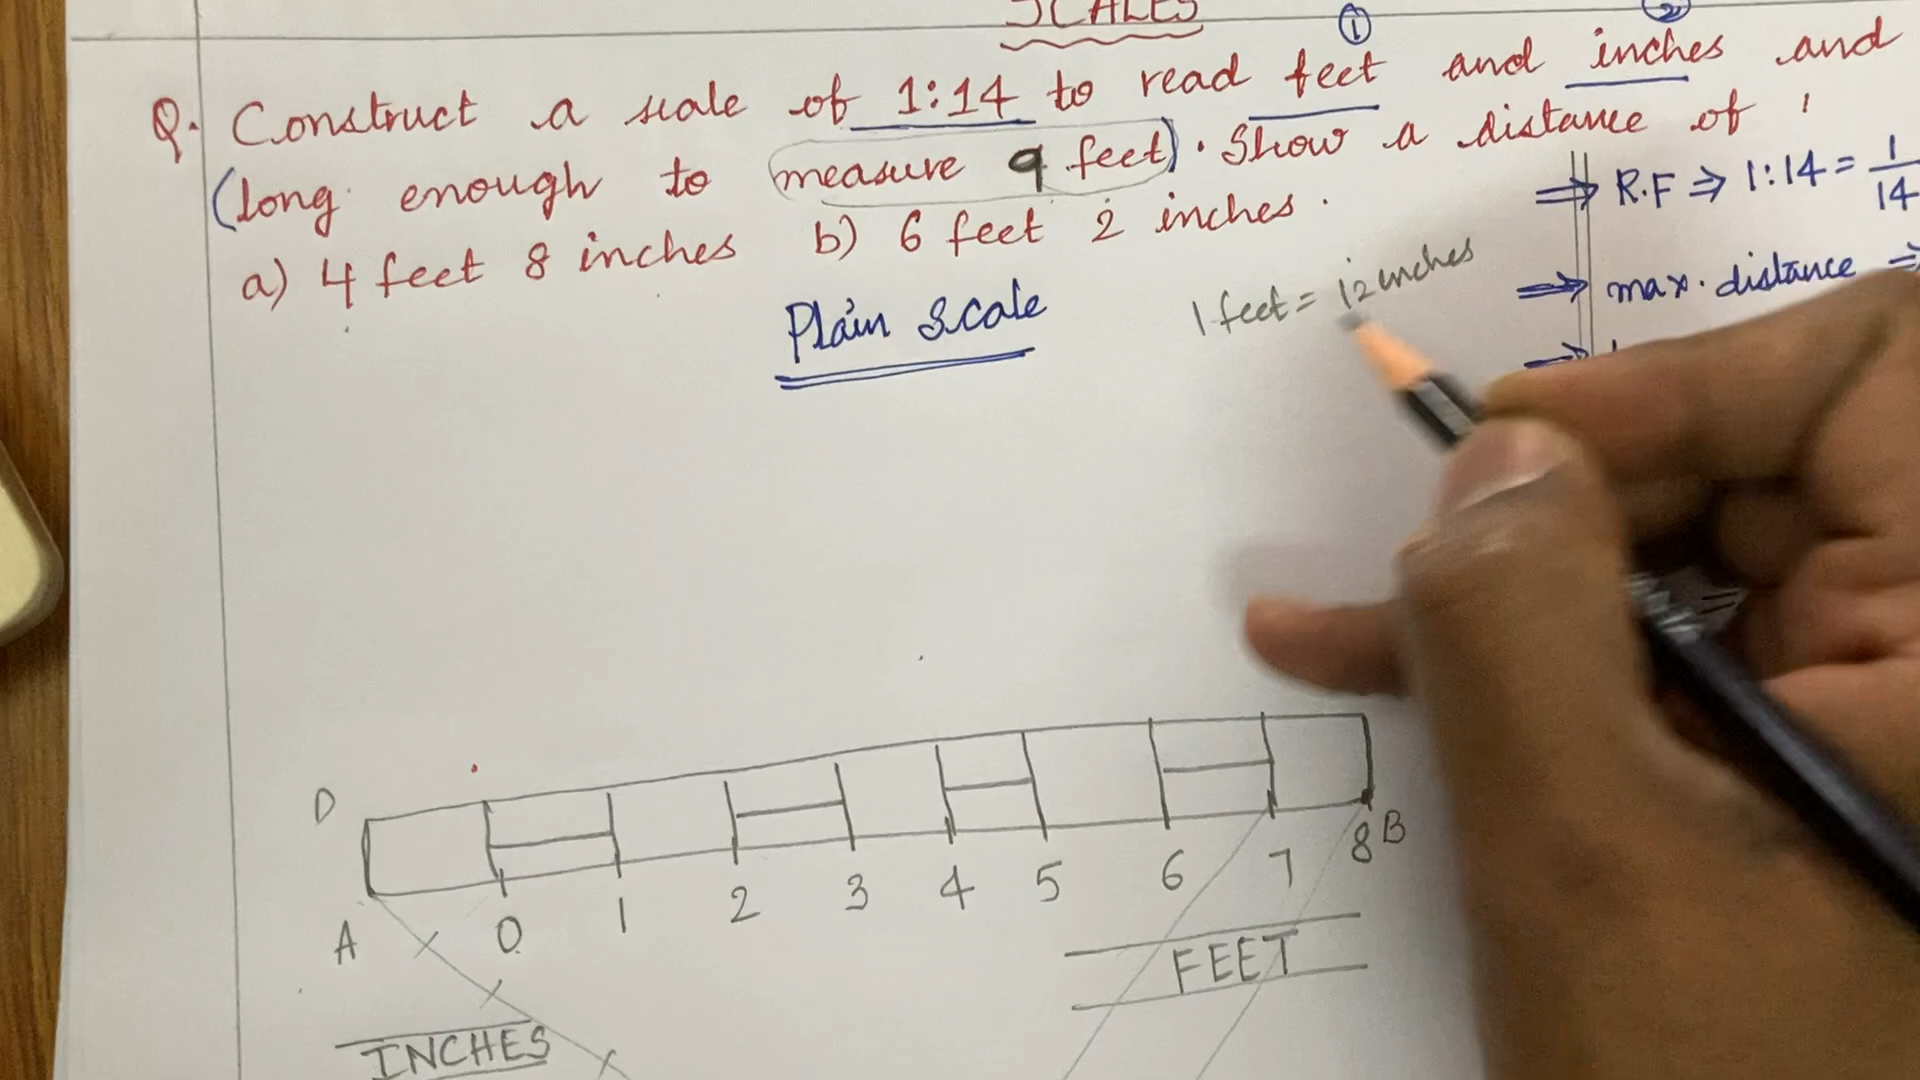 SCALES
① ②
Q. Construct a scale of 1:14 to read feet and inches and
(long enough to measure 9 feet). Show a distance of
a) 4 feet 8 inches b) 6 feet 2 inches.
Plain Scale
1 feet = 12 inches
⇒ R.F ⇒ 1:14 = 1/14
⇒ max. distance ⇒
D
A 0 1 2 3 4 5 6 7 8 B
FEET
INCHES